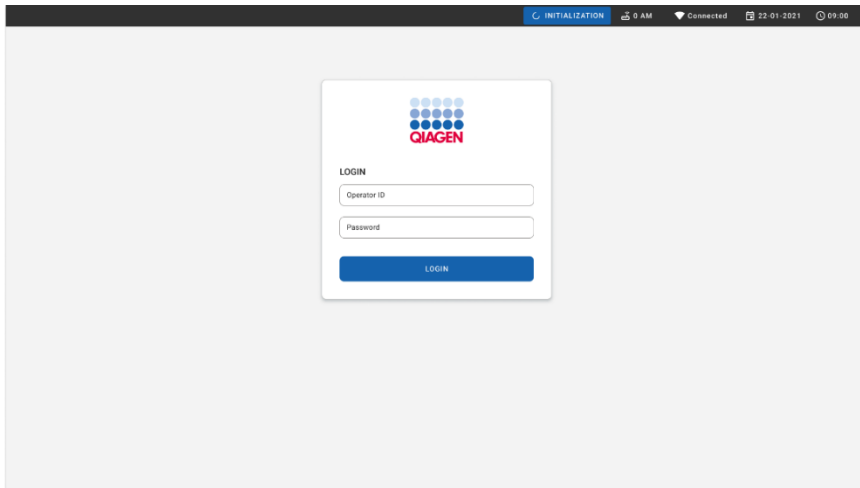 INITIALIZATION 0 AM Connected 22-01-2021 09:00
QIAGEN
LOGIN
Operator ID
Password
LOGIN